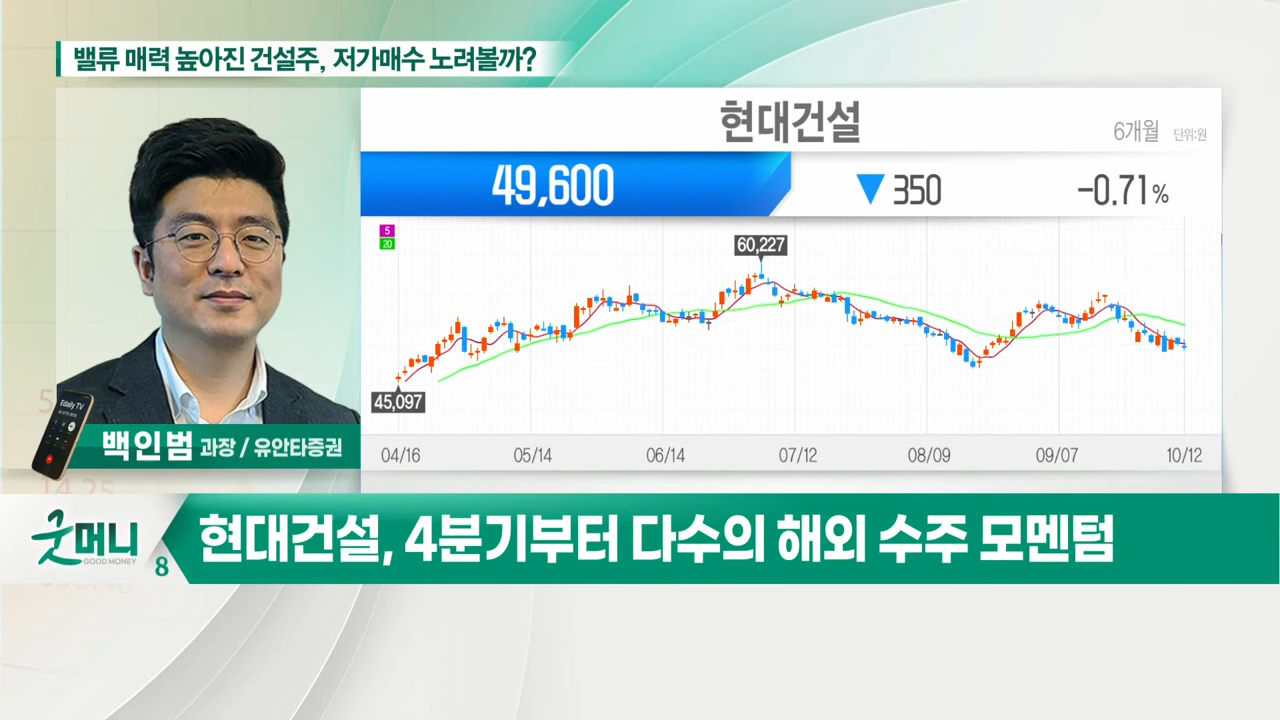 밸류 매력 높아진 건설주, 저가매수 노려볼까?
현대건설
6개월 단위:원
49,600 ▼350 -0.71%
5
20
60,227
45,097
04/16 05/14 06/14 07/12 08/09 09/07 10/12
Edaily TV
백인범 과장 / 유안타증권
굿머니
GOOD MONEY
8
현대건설, 4분기부터 다수의 해외 수주 모멘텀